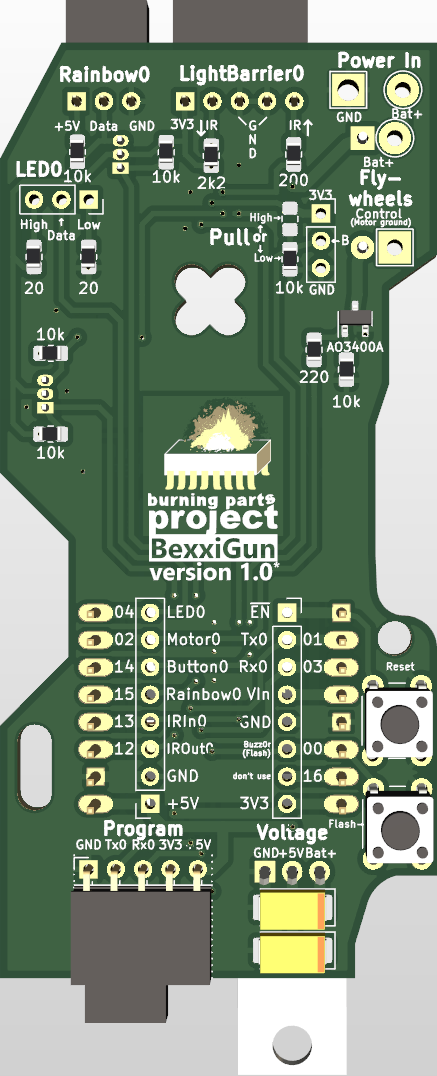 Power In
Rainbow0
LightBarrier0
GND
Bat+
+5V Data GND
3V3 ↓IR
GND
IR↑
Bat+
10k
10k
2k2
200
Fly-
wheels
Control
(Motor ground)
LED0
High ↑ Low
Data
3V3
High→
Pull or
Low→
←B
GND
20
20
10k
10k
AO3400A
220
10k
10k
burning parts
project
BexxiGun
version 1.0*
04 LED0
EN
02 Motor0
Tx0 01
14 Button0
Rx0 03
15 Rainbow0
VIn
13 IRIn0
GND
12 IROut0
Buzz0r
(Flash)
00
GND
don't use
16
+5V
3V3
Reset
Flash→
Program
GND Tx0 Rx0 3V3 +5V
Voltage
GND+5VBat+